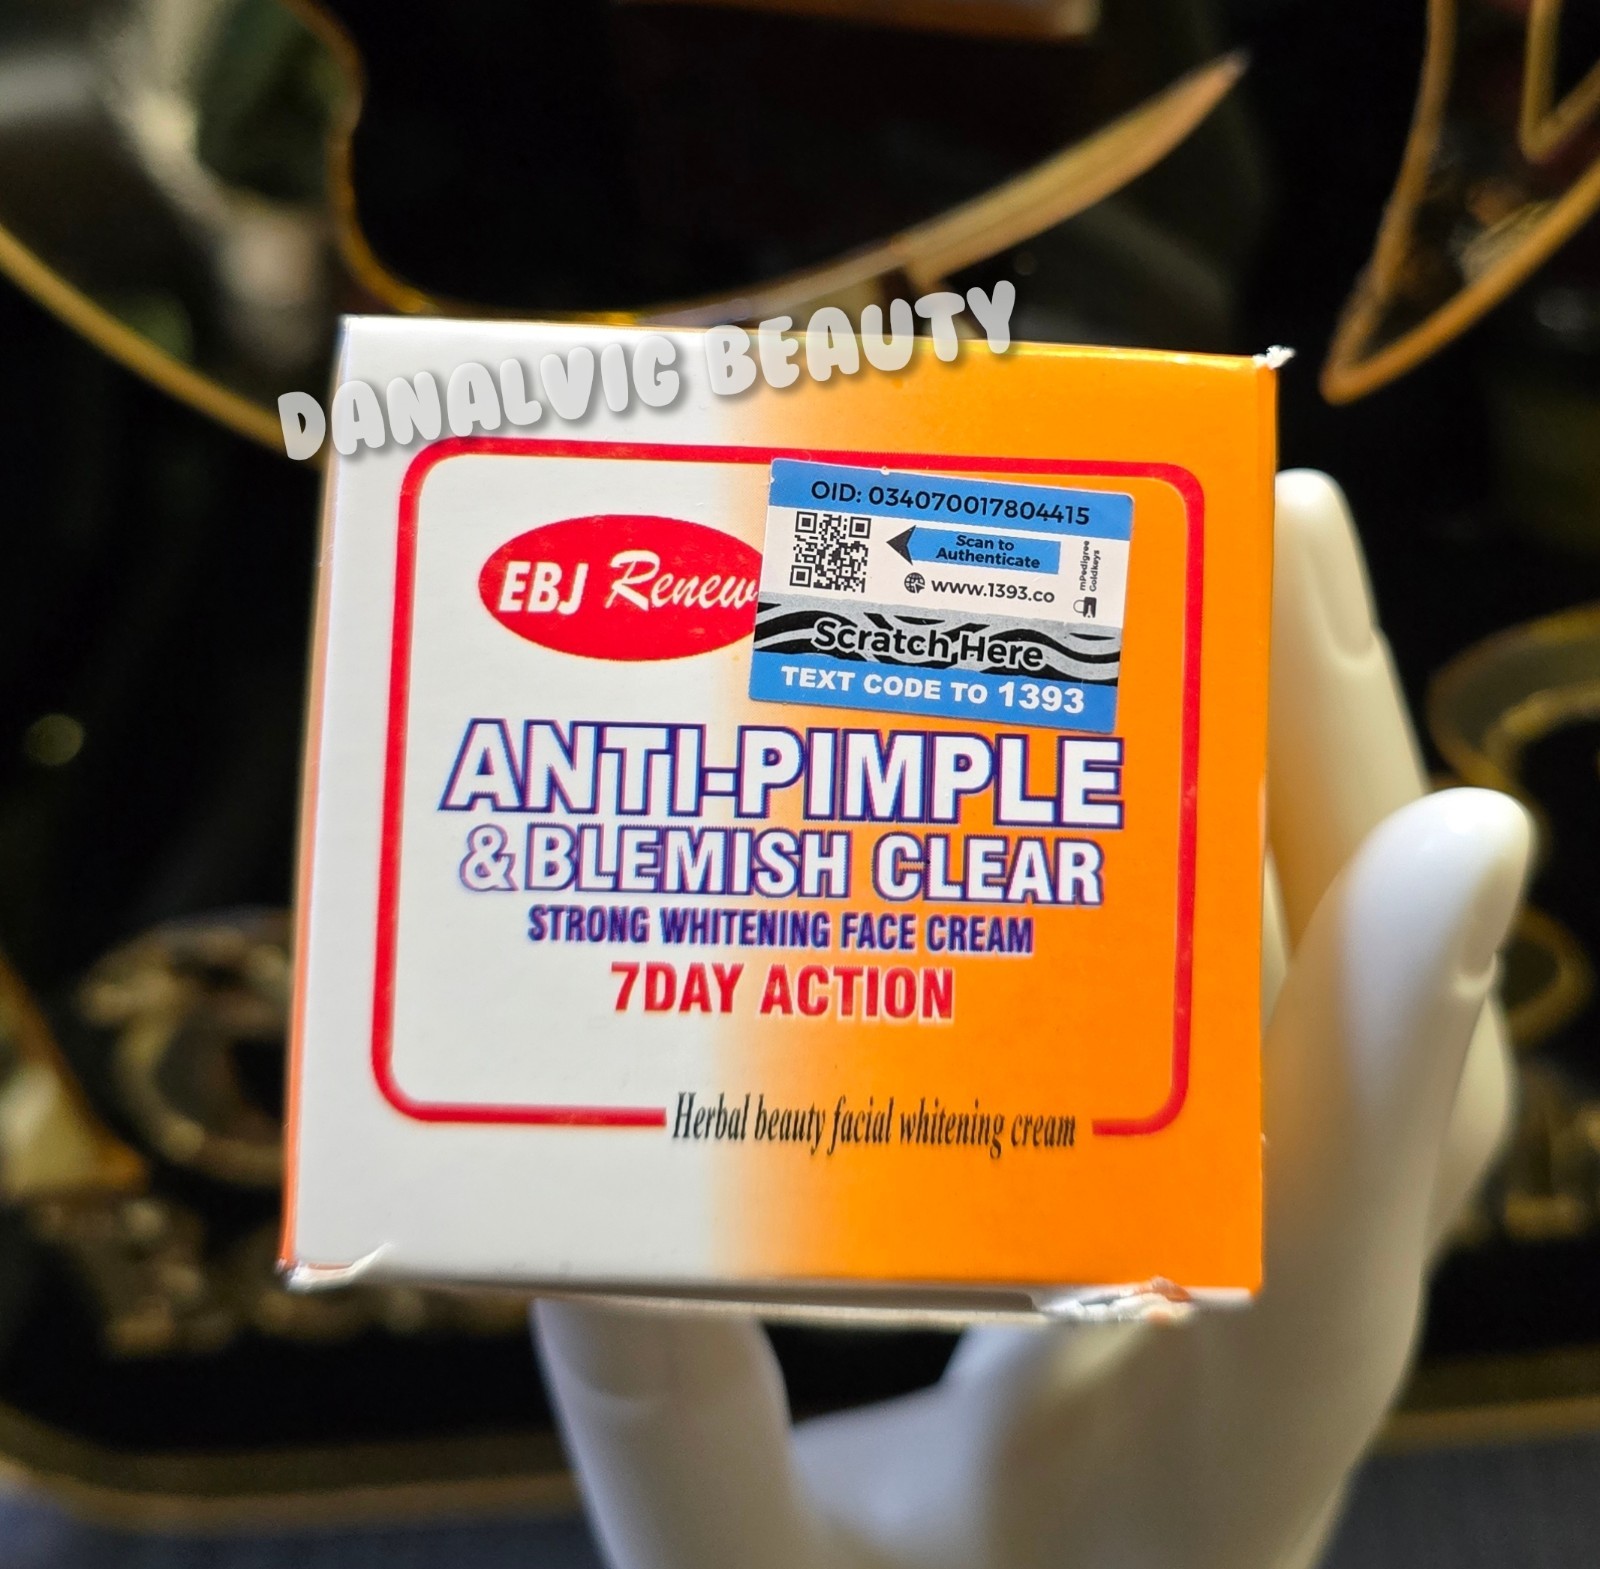 DANALVIG BEAUTY
EBJ Renew
OID: 034070017804415
Scan to
Authenticate
www.1393.co
mPedigree
Goldkeys
Scratch Here
TEXT CODE TO 1393
ANTI-PIMPLE
& BLEMISH CLEAR
STRONG WHITENING FACE CREAM
7DAY ACTION
Herbal beauty facial whitening cream